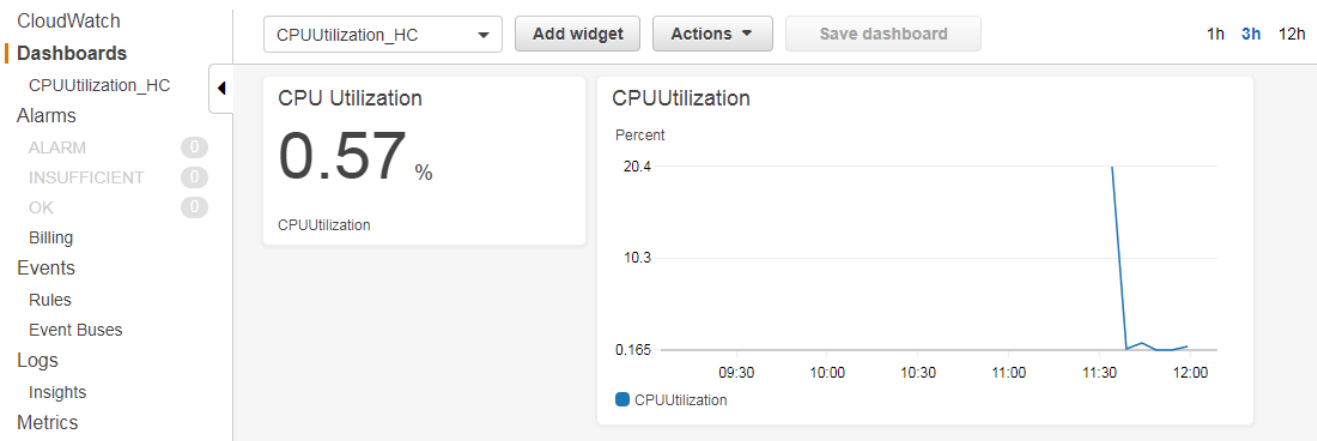 CloudWatch
Dashboards
CPUUtilization_HC
Alarms
ALARM 0
INSUFFICIENT 0
OK 0
Billing
Events
Rules
Event Buses
Logs
Insights
Metrics
CPUUtilization_HC Add widget Actions Save dashboard 1h 3h 12h
CPU Utilization
0.57 %
CPUUtilization
CPUUtilization
Percent
20.4
10.3
0.165
09:30 10:00 10:30 11:00 11:30 12:00
CPUUtilization